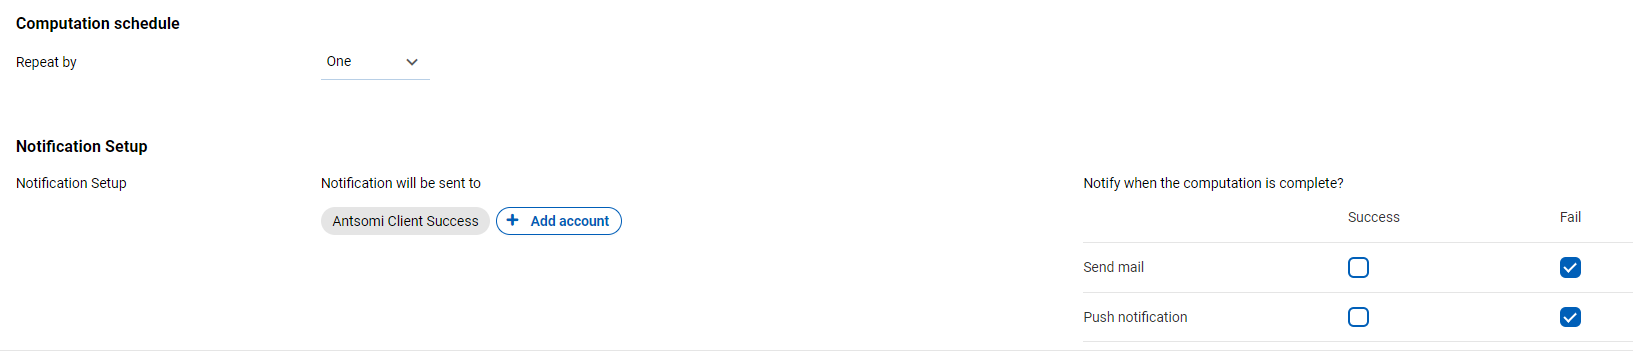 Computation schedule
Repeat by
One
Notification Setup
Notification Setup
Notification will be sent to
Antsomi Client Success
+ Add account
Notify when the computation is complete?
Success Fail
Send mail
Push notification